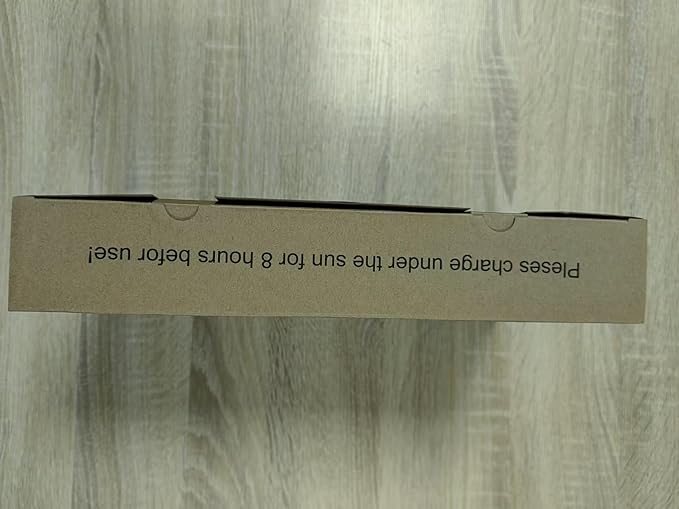 Pleses charge under the sun for 8 hours befor use!